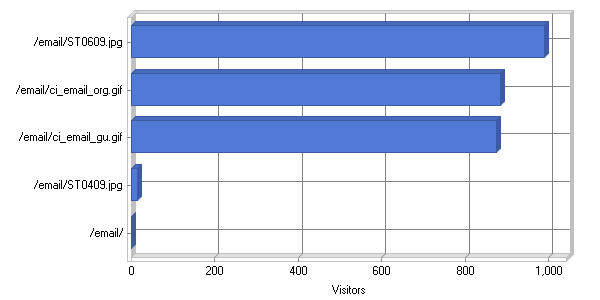 /email/ST0609.jpg
/email/ci_email_org.gif
/email/ci_email_gu.gif
/email/ST0409.jpg
/email/
0 200 400 600 800 1,000
Visitors